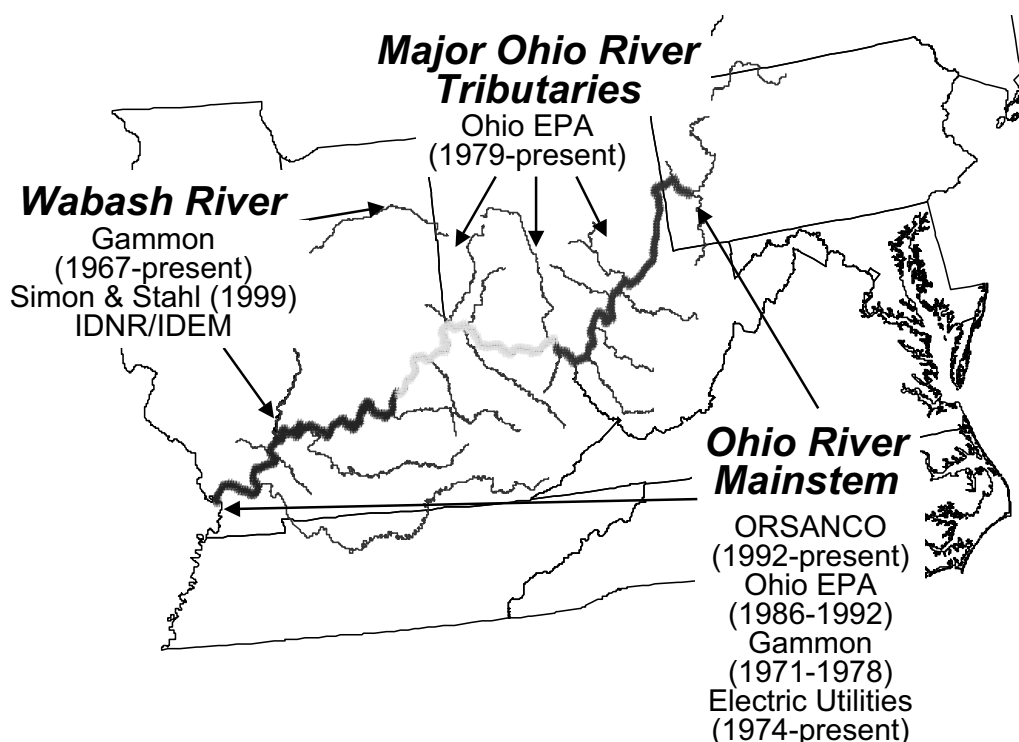 Major Ohio River
Tributaries
Ohio EPA
(1979-present)
Wabash River
Gammon
(1967-present)
Simon & Stahl (1999)
IDNR/IDEM
Ohio River
Mainstem
ORSANCO
(1992-present)
Ohio EPA
(1986-1992)
Gammon
(1971-1978)
Electric Utilities
(1974-present)